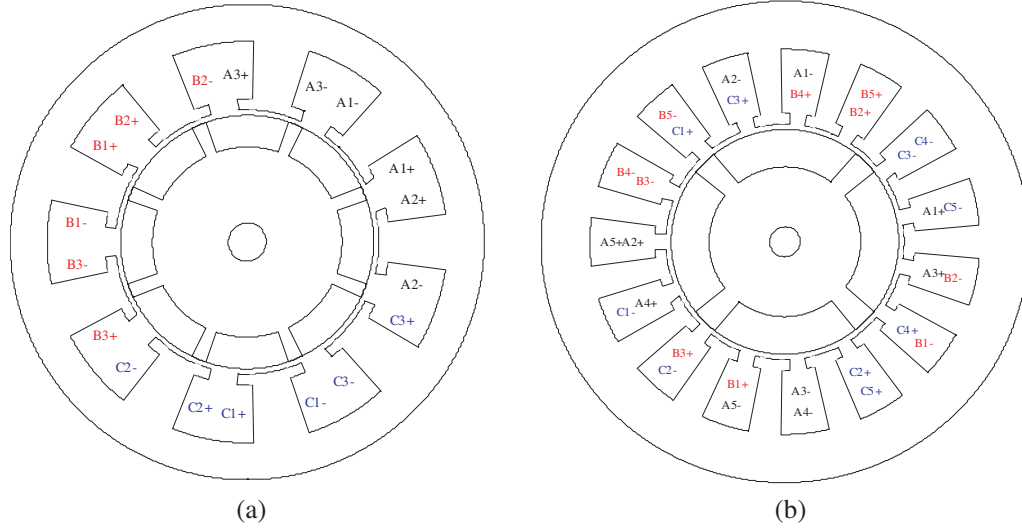 B2- A3+
A3-
A1-
B2+
B1+
A1+
A2+
B1-
B3-
A2-
C3+
B3+
C2-
C3-
C1-
C2+ C1+
(a)
A2-
C3+
A1-
B4+
B5+
B2+
B5-
C1+
C4-
C3-
B4-
B3-
A1+ C5-
A5+A2+
A3+ B2-
C1- A4+
C4+
B1-
B3+
C2-
B1+
A5-
A3-
A4-
C2+
C5+
(b)